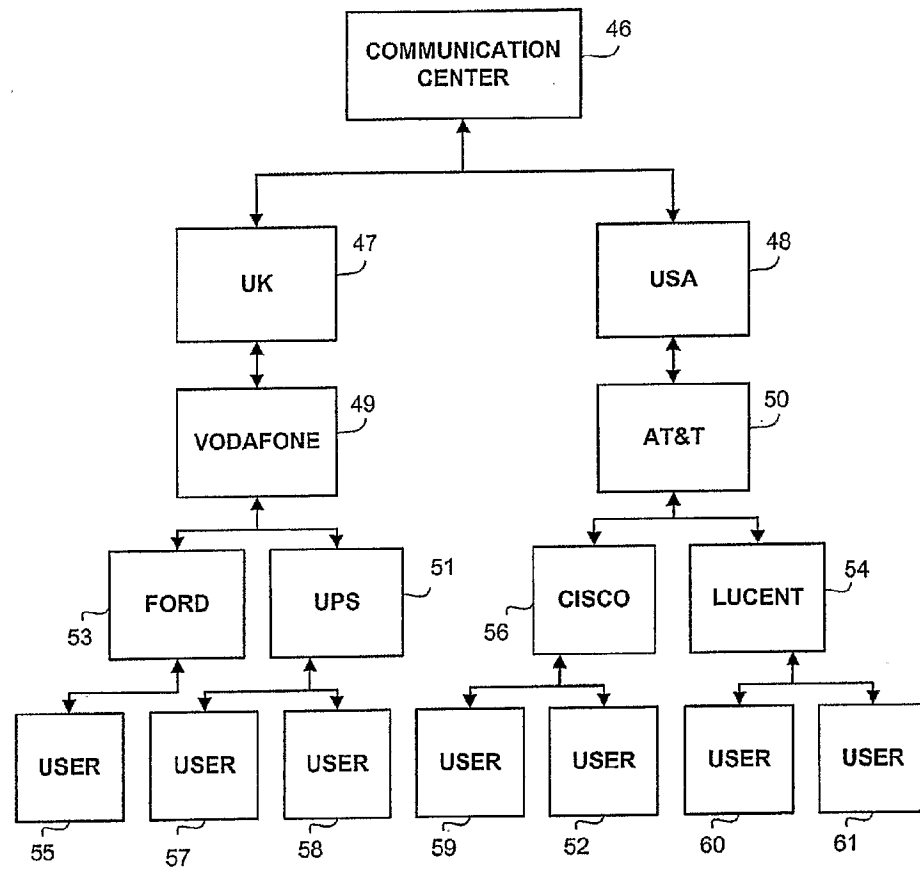 COMMUNICATION
CENTER
46
UK
47
USA
48
VODAFONE
49
AT&T
50
FORD
53
UPS
51
CISCO
56
LUCENT
54
USER
USER
USER
USER
USER
USER
USER
55
57
58
59
52
60
61